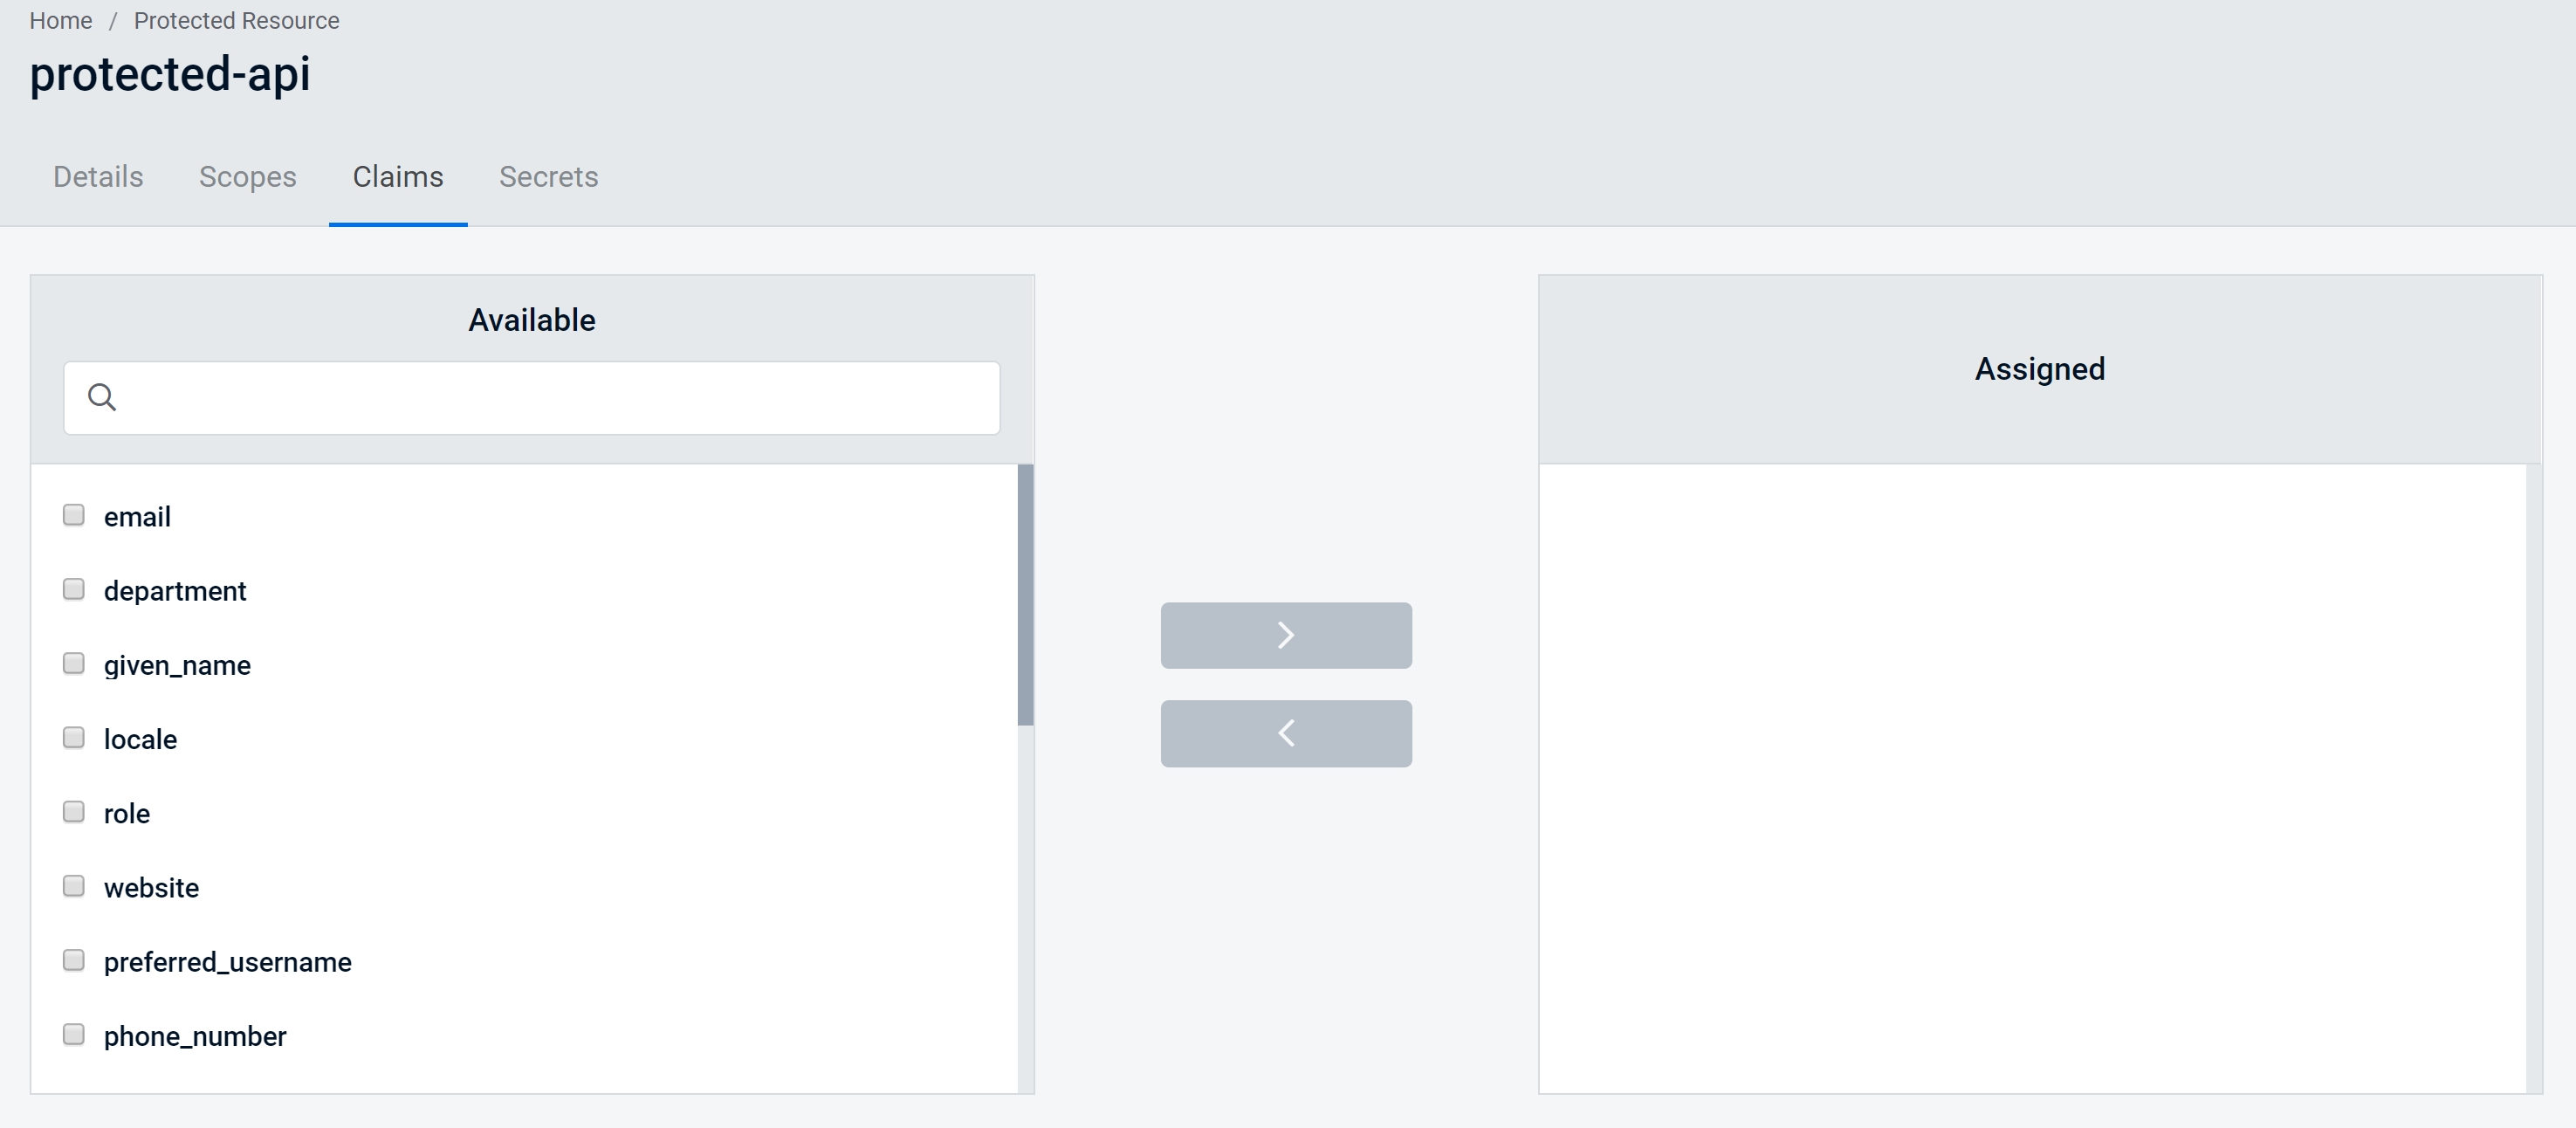 Home / Protected Resource
protected-api
Details Scopes Claims Secrets
Available
Assigned
email
department
given_name
locale
role
website
preferred_username
phone_number